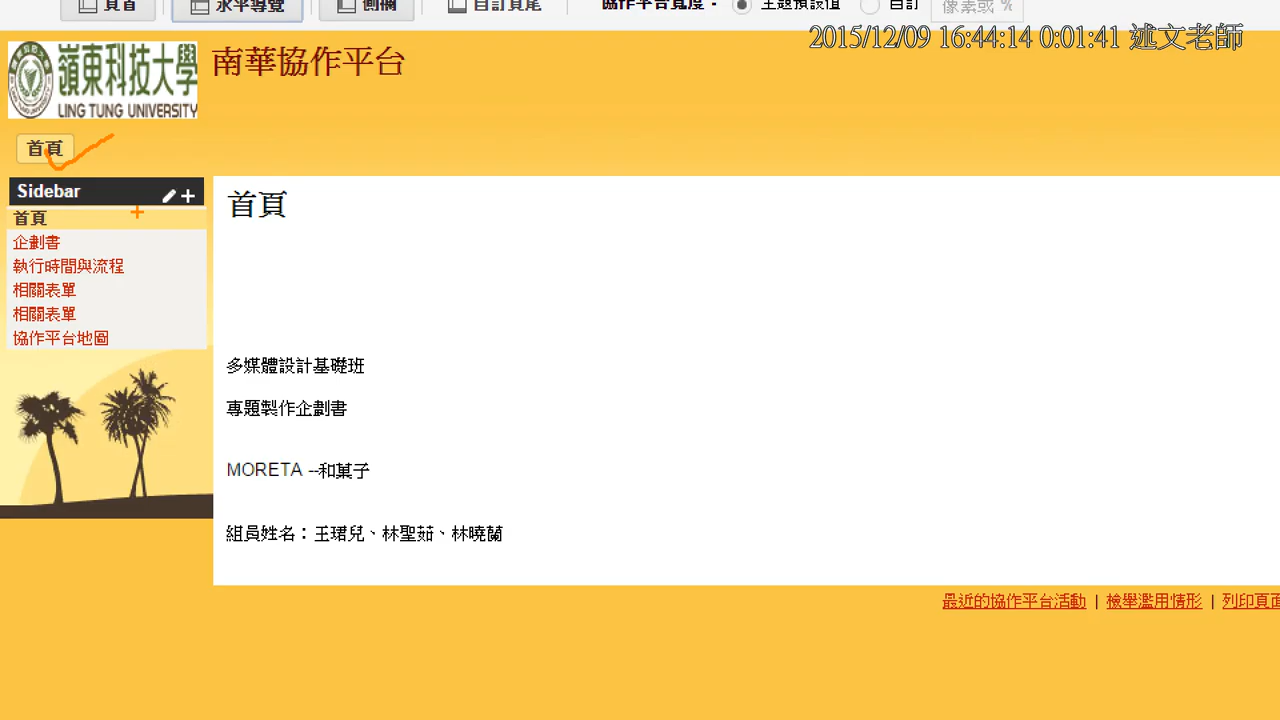 頁首 水平導覽 側欄 自訂頁尾 協作平台寬度： 主題預設值 自訂 像素或 %
2015/12/09 16:44:14 0:01:41 述文老師
嶺東科技大學
LING TUNG UNIVERSITY
南華協作平台
首頁
Sidebar
首頁
企劃書
執行時間與流程
相關表單
相關表單
協作平台地圖
首頁
多媒體設計基礎班
專題製作企劃書
MORETA --和菓子
組員姓名：王珺兒、林聖茹、林曉蘭
最近的協作平台活動 | 檢舉濫用情形 | 列印頁面